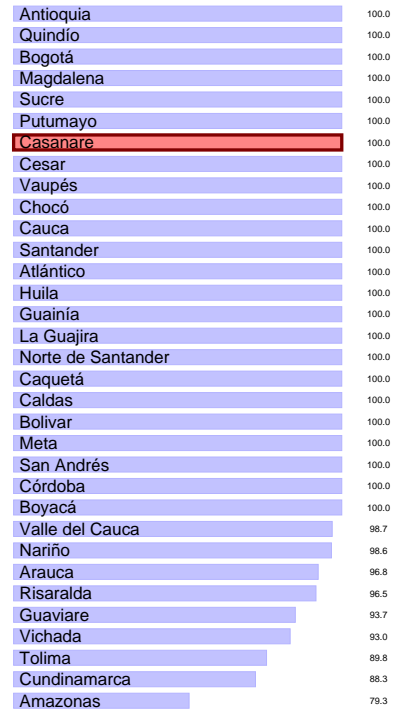 Antioquia 100.0
Quindío 100.0
Bogotá 100.0
Magdalena 100.0
Sucre 100.0
Putumayo 100.0
Casanare 100.0
Cesar 100.0
Vaupés 100.0
Chocó 100.0
Cauca 100.0
Santander 100.0
Atlántico 100.0
Huila 100.0
Guainía 100.0
La Guajira 100.0
Norte de Santander 100.0
Caquetá 100.0
Caldas 100.0
Bolivar 100.0
Meta 100.0
San Andrés 100.0
Córdoba 100.0
Boyacá 100.0
Valle del Cauca 98.7
Nariño 98.6
Arauca 96.8
Risaralda 96.5
Guaviare 93.7
Vichada 93.0
Tolima 89.8
Cundinamarca 88.3
Amazonas 79.3